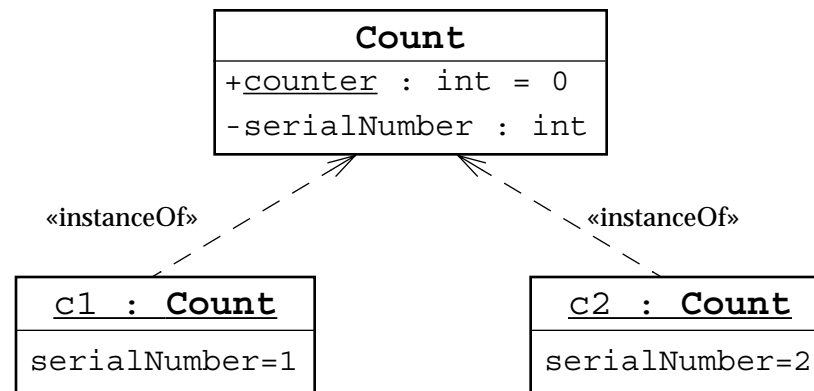 Count
+counter : int = 0
-serialNumber : int
«instanceOf» «instanceOf»
c1 : Count c2 : Count
serialNumber=1 serialNumber=2